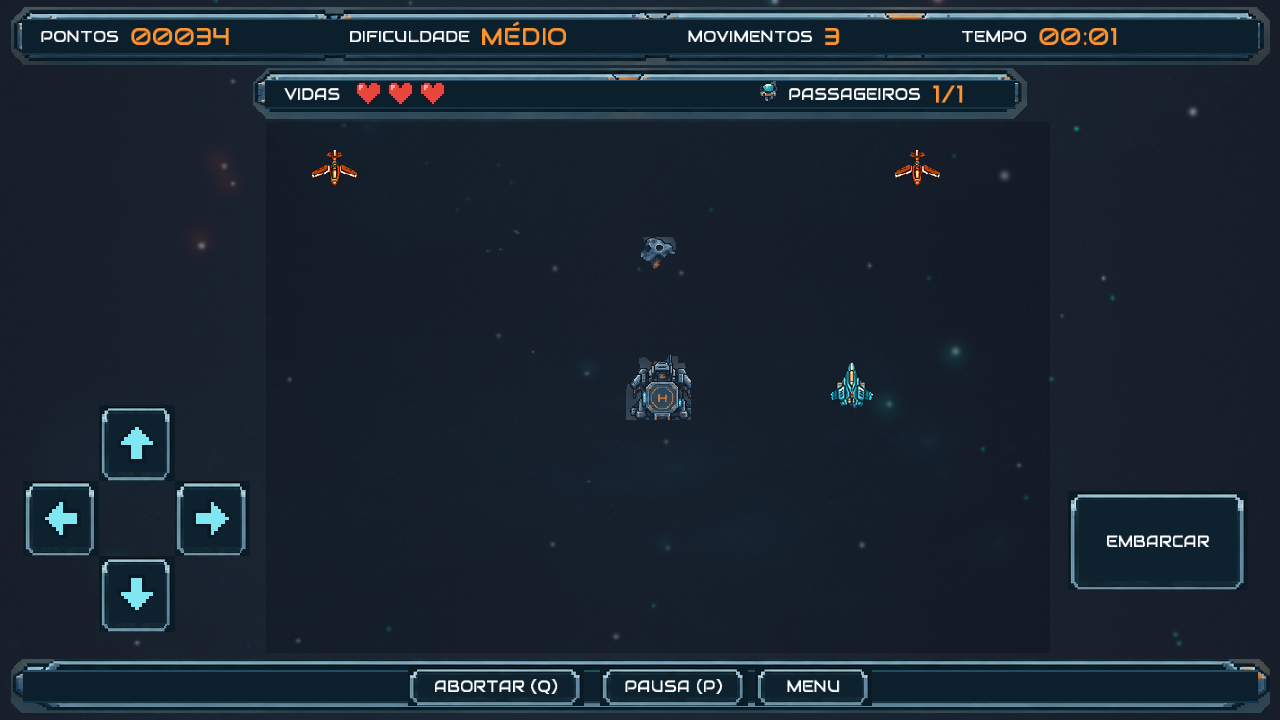 PONTOS 00034 DIFICULDADE MÉDIO MOVIMENTOS 3 TEMPO 00:01
VIDAS PASSAGEIROS 1/1
H
EMBARCAR
ABORTAR (Q) PAUSA (P) MENU